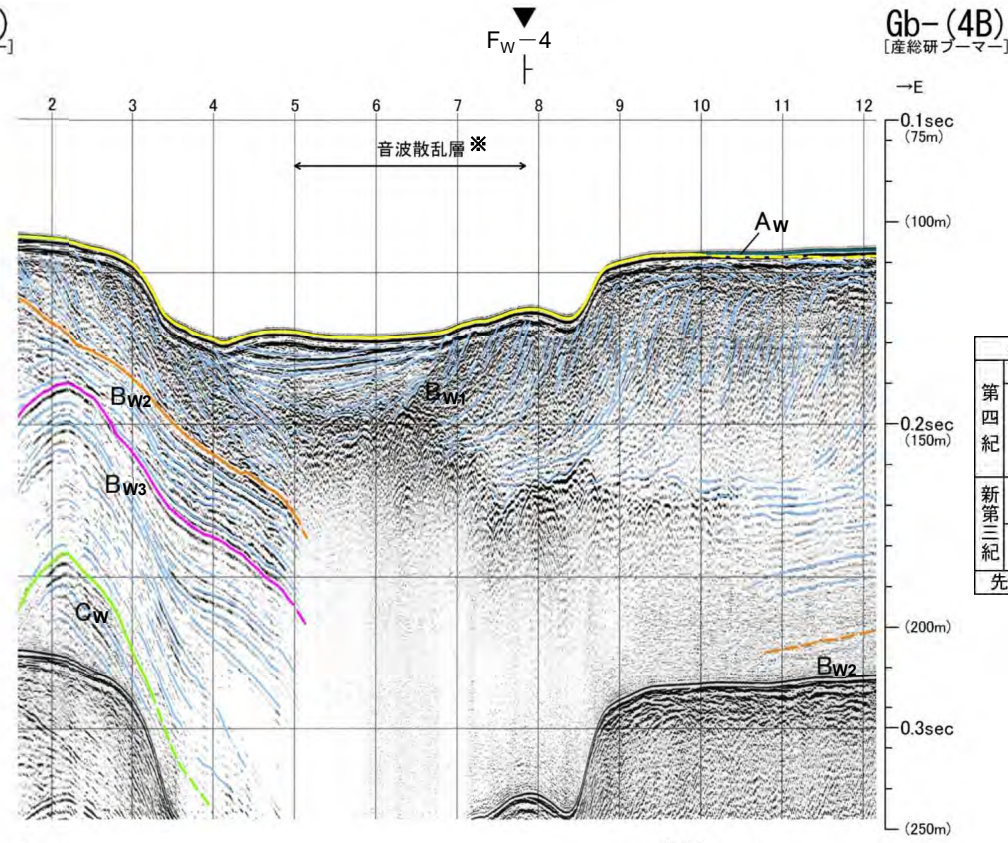 )
ー]
FW－4
Gb-(4B)
[産総研ブーマー]
→E
2 3 4 5 6 7 8 9 10 11 12
0.1sec
(75m)
音波散乱層※
(100m)
AW
BW2
BW1
0.2sec
(150m)
BW3
CW
(200m)
BW2
0.3sec
(250m)
第四紀
新第三紀
先